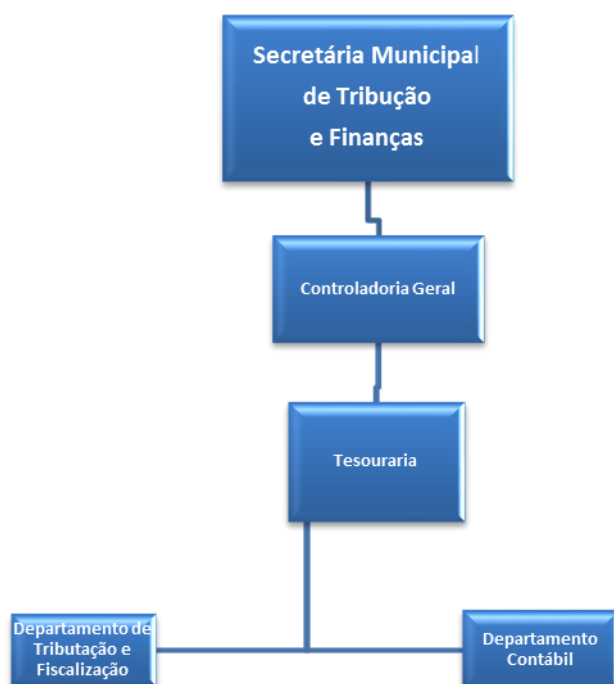 Secretária Municipal
de Tribução
e Finanças
Controladoria Geral
Tesouraria
Departamento de
Tributação e
Fiscalização
Departamento
Contábil